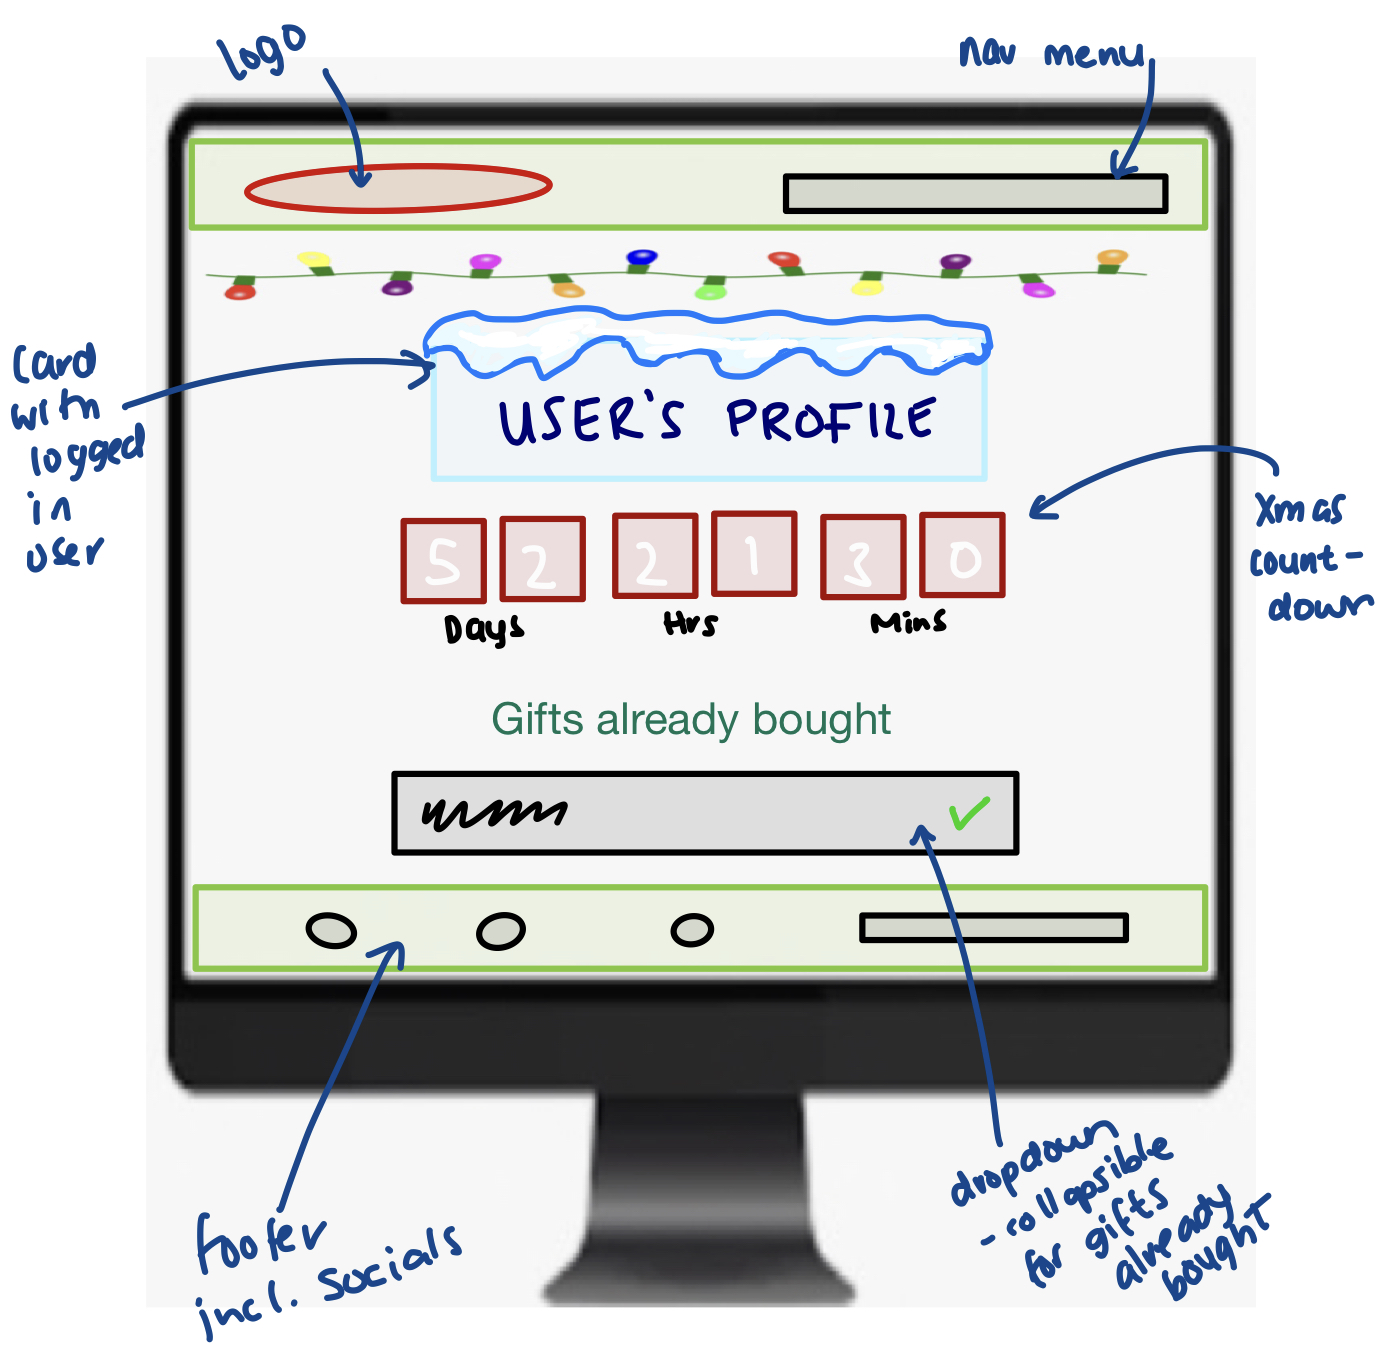 logo
nav menu
card
with
logged
in
user
USER'S PROFILE
5 2 2 1 3 0
Days Hrs Mins
Xmas
count-
down
Gifts already bought
footer
incl. socials
dropdown
- collapsible
for gifts
already
bought